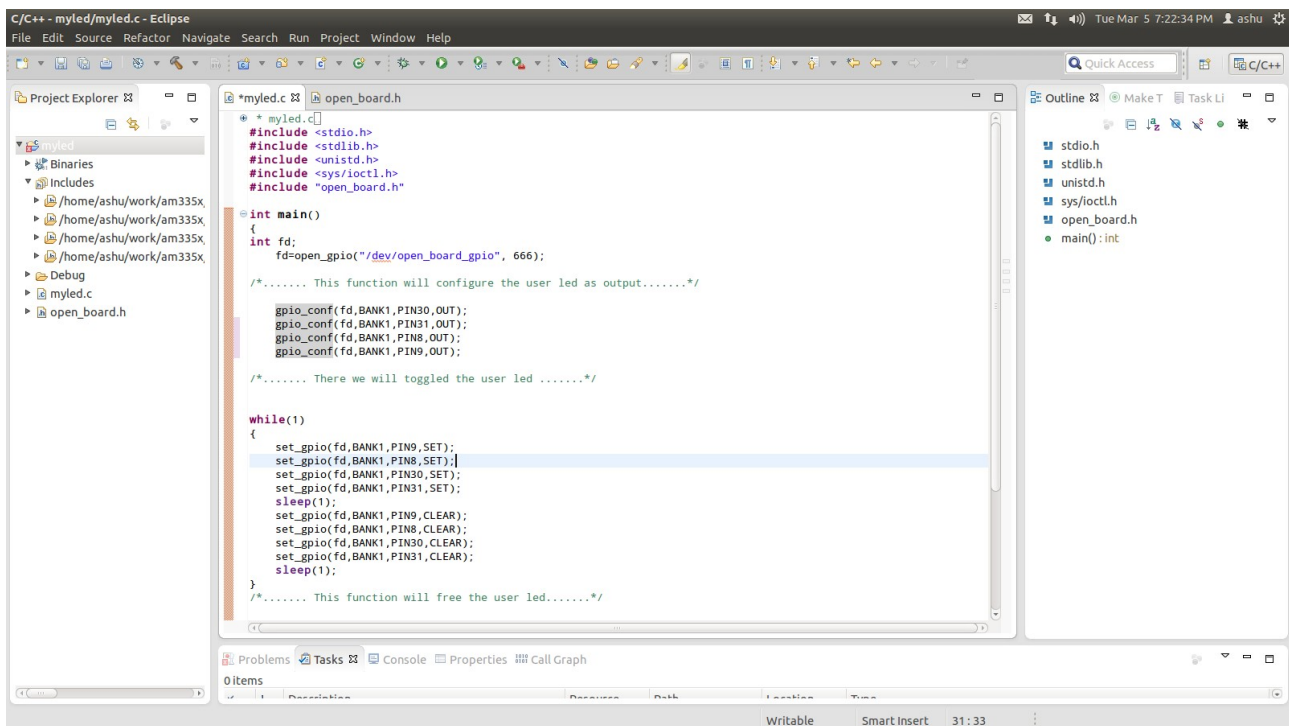 C/C++ - myled/myled.c - Eclipse
Tue Mar 5 7:22:34 PM ashu
File Edit Source Refactor Navigate Search Run Project Window Help
Quick Access
C/C++
Project Explorer
myled
Binaries
Includes
/home/ashu/work/am335x
/home/ashu/work/am335x
/home/ashu/work/am335x
/home/ashu/work/am335x
Debug
myled.c
open_board.h
*myled.c open_board.h
* myled.c
#include <stdio.h>
#include <stdlib.h>
#include <unistd.h>
#include <sys/ioctl.h>
#include "open_board.h"
int main()
{
int fd;
fd=open_gpio("/dev/open_board_gpio", 666);
/*....... This function will configure the user led as output.......*/
gpio_conf(fd,BANK1,PIN30,OUT);
gpio_conf(fd,BANK1,PIN31,OUT);
gpio_conf(fd,BANK1,PIN8,OUT);
gpio_conf(fd,BANK1,PIN9,OUT);
/*....... There we will toggled the user led .......*/
while(1)
{
set_gpio(fd,BANK1,PIN9,SET);
set_gpio(fd,BANK1,PIN8,SET);
set_gpio(fd,BANK1,PIN30,SET);
set_gpio(fd,BANK1,PIN31,SET);
sleep(1);
set_gpio(fd,BANK1,PIN9,CLEAR);
set_gpio(fd,BANK1,PIN8,CLEAR);
set_gpio(fd,BANK1,PIN30,CLEAR);
set_gpio(fd,BANK1,PIN31,CLEAR);
sleep(1);
}
/*....... This function will free the user led.......*/
Outline Make T Task Li
stdio.h
stdlib.h
unistd.h
sys/ioctl.h
open_board.h
main() : int
Problems Tasks Console Properties Call Graph
0 items
Description Resource Path Location Type
Writable Smart Insert 31 : 33